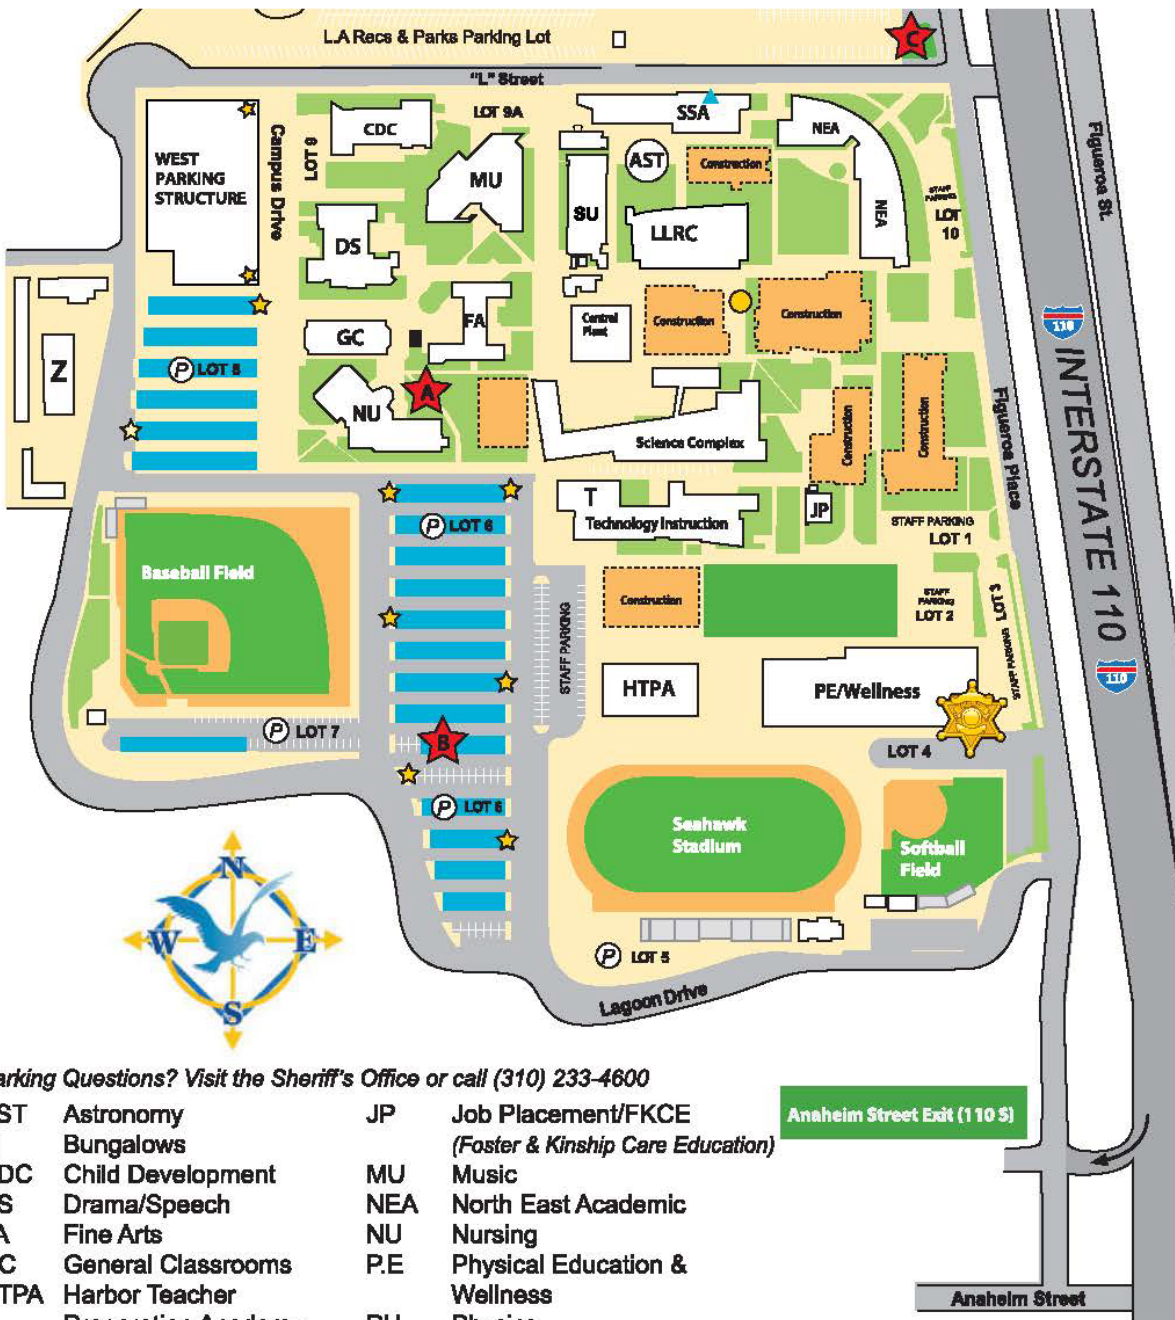 L.A Recs & Parks Parking Lot
C
"L" Street
WEST
PARKING
STRUCTURE
Campus Drive
LOT 9
CDC
LOT 9A
MU
SSA
NEA
AST
Construction
SU
LLRC
NEA
STAFF
PARKING
LOT
10
Figueroa St.
DS
FA
GC
Central
Plant
Construction
Construction
110
INTERSTATE 110
110
Z
P LOT 8
NU
A
Science Complex
Construction
Construction
Figueroa Place
P LOT 6
T
Technology Instruction
JP
STAFF PARKING
LOT 1
Baseball Field
STAFF PARKING
Construction
STAFF
PARKING
LOT 2
STAFF PARKING LOT 3
HTPA
PE/Wellness
P LOT 7
B
LOT 4
P LOT 6
Seahawk
Stadium
Softball
Field
N
W
E
S
P LOT 5
Lagoon Drive
arking Questions? Visit the Sheriff's Office or call (310) 233-4600
Anaheim Street Exit (110 S)
ST Astronomy
Bungalows
DC Child Development
S Drama/Speech
A Fine Arts
C General Classrooms
TPA Harbor Teacher
JP Job Placement/FKCE
(Foster & Kinship Care Education)
MU Music
NEA North East Academic
NU Nursing
P.E Physical Education &
Wellness
Anaheim Street